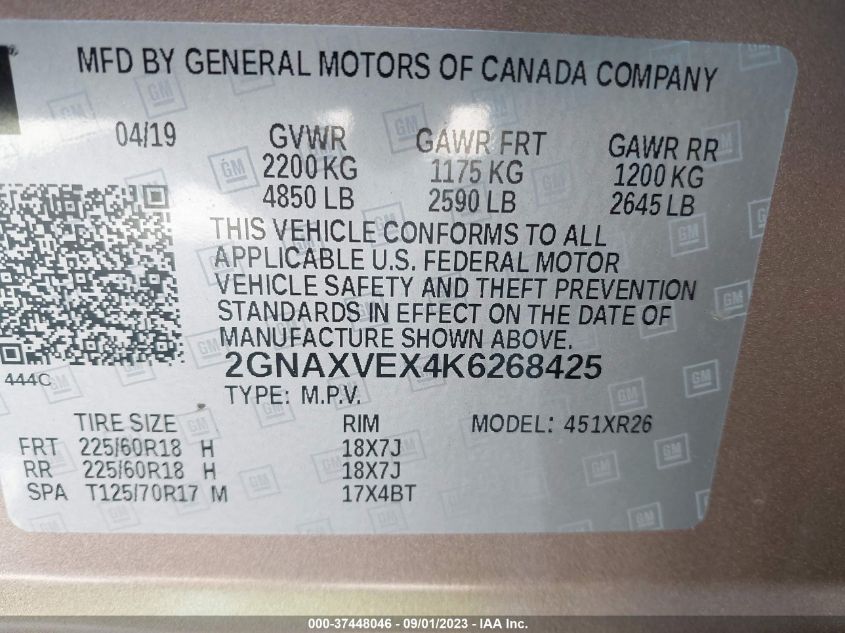 ®
MFD BY GENERAL MOTORS OF CANADA COMPANY
04/19 GVWR GAWR FRT GAWR RR
2200 KG 1175 KG 1200 KG
4850 LB 2590 LB 2645 LB
THIS VEHICLE CONFORMS TO ALL
APPLICABLE U.S. FEDERAL MOTOR
VEHICLE SAFETY AND THEFT PREVENTION
STANDARDS IN EFFECT ON THE DATE OF
MANUFACTURE SHOWN ABOVE.
2GNAXVEX4K6268425
444C
TYPE: M.P.V.
TIRE SIZE RIM MODEL: 451XR26
FRT 225/60R18 H 18X7J
RR 225/60R18 H 18X7J
SPA T125/70R17 M 17X4BT
000-37448046 - 09/01/2023 - IAA Inc.